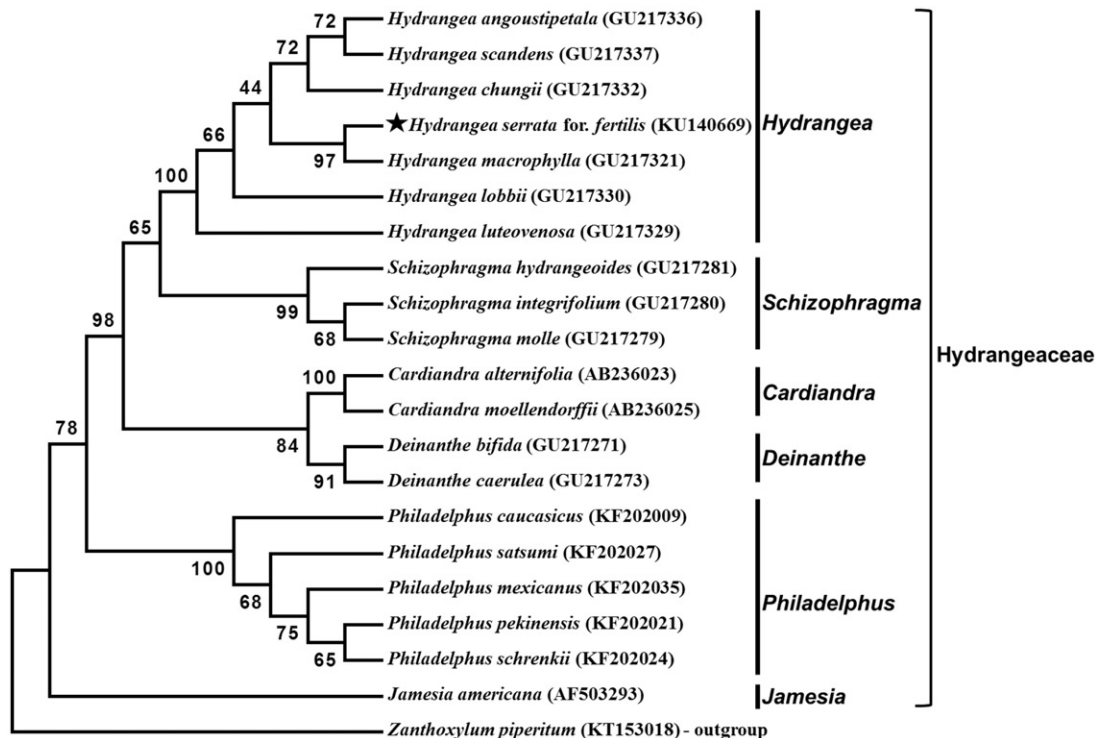 72
Hydrangea angoustipetala (GU217336)
72
Hydrangea scandens (GU217337)
44
Hydrangea chungii (GU217332)
★Hydrangea serrata for. fertilis (KU140669)
Hydrangea
66
97
Hydrangea macrophylla (GU217321)
100
Hydrangea lobbii (GU217330)
65
Hydrangea luteovenosa (GU217329)
Schizophragma hydrangeoides (GU217281)
99
Schizophragma integrifolium (GU217280)
Schizophragma
98
68
Schizophragma molle (GU217279)
Hydrangeaceae
100
Cardiandra alternifolia (AB236023)
Cardiandra
Cardiandra moellendorffii (AB236025)
78
84
Deinanthe bifida (GU217271)
Deinanthe
91
Deinanthe caerulea (GU217273)
Philadelphus caucasicus (KF202009)
100
Philadelphus satsumi (KF202027)
68
Philadelphus mexicanus (KF202035)
Philadelphus
75
Philadelphus pekinensis (KF202021)
65
Philadelphus schrenkii (KF202024)
Jamesia americana (AF503293)
Jamesia
Zanthoxylum piperitum (KT153018) - outgroup